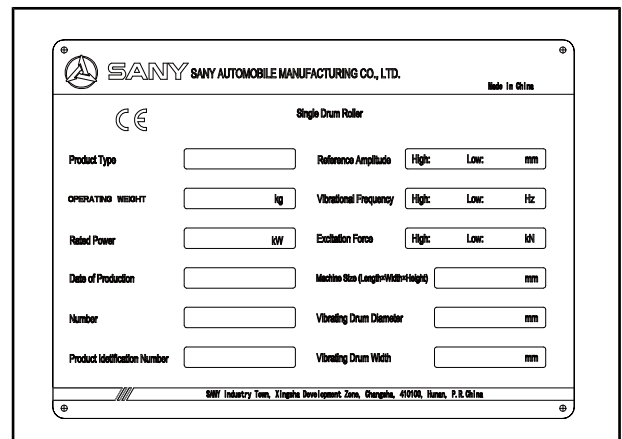 SANY SANY AUTOMOBILE MANUFACTURING CO., LTD.
Made in China
CE
Single Drum Roller
Product Type
Reference Amplitude High: Low: mm
OPERATING WEIGHT kg
Vibrational Frequency High: Low: Hz
Rated Power kW
Excitation Force High: Low: kN
Date of Production
Machine Size (Length×Width×Height) mm
Number
Vibrating Drum Diameter mm
Product Idetification Number
Vibrating Drum Width mm
SANY Industry Town, Xingsha Development Zone, Changsha, 410100, Hunan, P.R.China